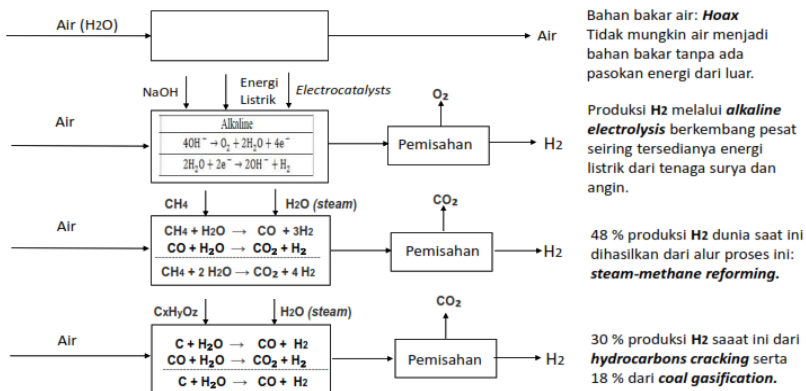 Air (H2O)
Air
Bahan bakar air: Hoax
Tidak mungkin air menjadi
bahan bakar tanpa ada
pasokan energi dari luar.
NaOH
Energi
Listrik
Electrocatalysts
Air
Alkaline
4OH⁻ → O₂ + 2H₂O + 4e⁻
2H₂O + 2e⁻ → 2OH⁻ + H₂
O₂
Pemisahan
H2
Produksi H2 melalui alkaline
electrolysis berkembang pesat
seiring tersedianya energi
listrik dari tenaga surya dan
angin.
CH4
H2O (steam)
Air
CH4 + H2O → CO + 3H2
CO + H₂O → CO₂ + H₂
CH4 + 2 H2O → CO₂ + 4 H2
CO₂
Pemisahan
H2
48 % produksi H2 dunia saat ini
dihasilkan dari alur proses ini:
steam-methane reforming.
CxHyOz
H2O (steam)
Air
C + H₂O → CO + H2
CO + H₂O → CO₂ + H₂
C + H₂O → CO + H2
CO₂
Pemisahan
H2
30 % produksi H2 saaat ini dari
hydrocarbons cracking serta
18 % dari coal gasification.